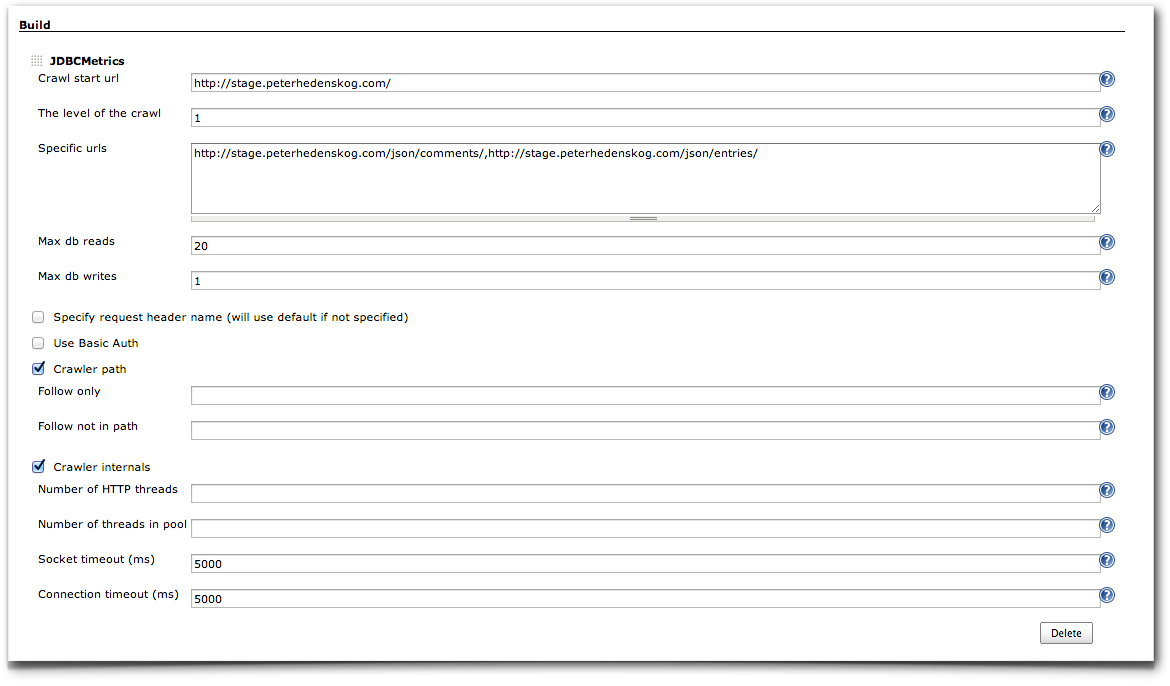 Build
JDBCMetrics
Crawl start url
http://stage.peterhedenskog.com/
The level of the crawl
1
Specific urls
http://stage.peterhedenskog.com/json/comments/,http://stage.peterhedenskog.com/json/entries/
Max db reads
20
Max db writes
1
Specify request header name (will use default if not specified)
Use Basic Auth
Crawler path
Follow only
Follow not in path
Crawler internals
Number of HTTP threads
Number of threads in pool
Socket timeout (ms)
5000
Connection timeout (ms)
5000
Delete